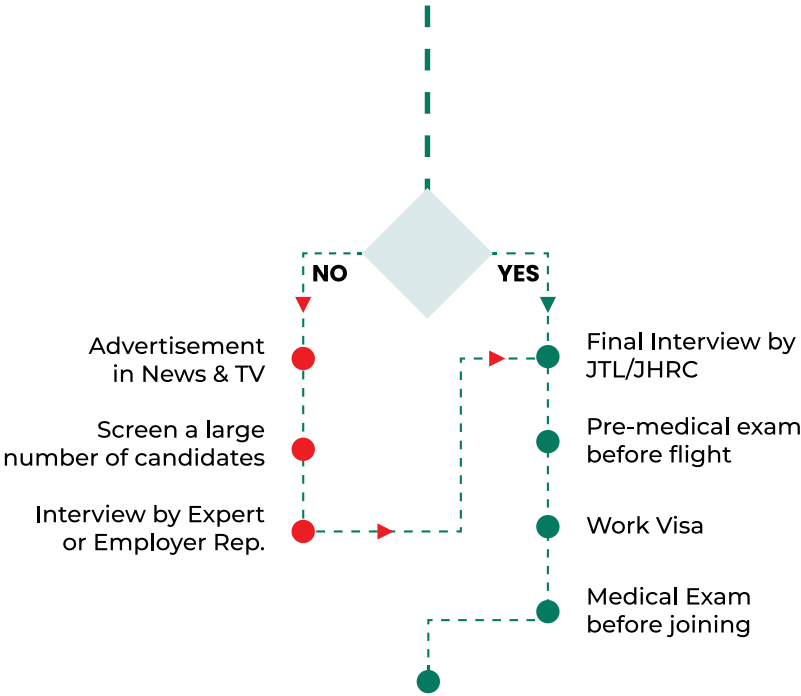 NO
YES
Advertisement
in News & TV
Screen a large
number of candidates
Interview by Expert
or Employer Rep.
Final Interview by
JTL/JHRC
Pre-medical exam
before flight
Work Visa
Medical Exam
before joining